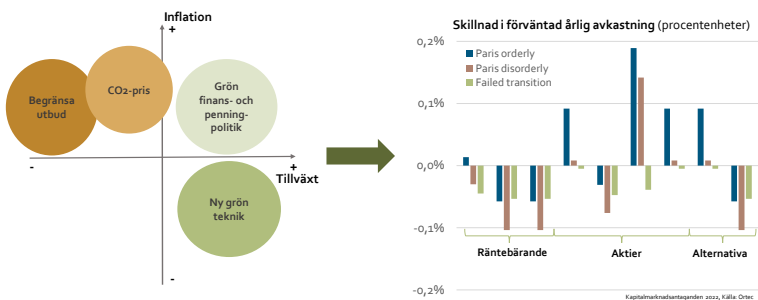 Inflation
+
Begränsa
utbud
CO2-pris
Grön
finans- och
penning-
politik
-
+
Tillväxt
Ny grön
teknik
-
Skillnad i förväntad årlig avkastning (procentenheter)
0,2%
0,1%
0,0%
-0,1%
-0,2%
Paris orderly
Paris disorderly
Failed transition
Räntebärande
Aktier
Alternativa
Kapitalmarknadsantaganden 2022, Källa: Ortec